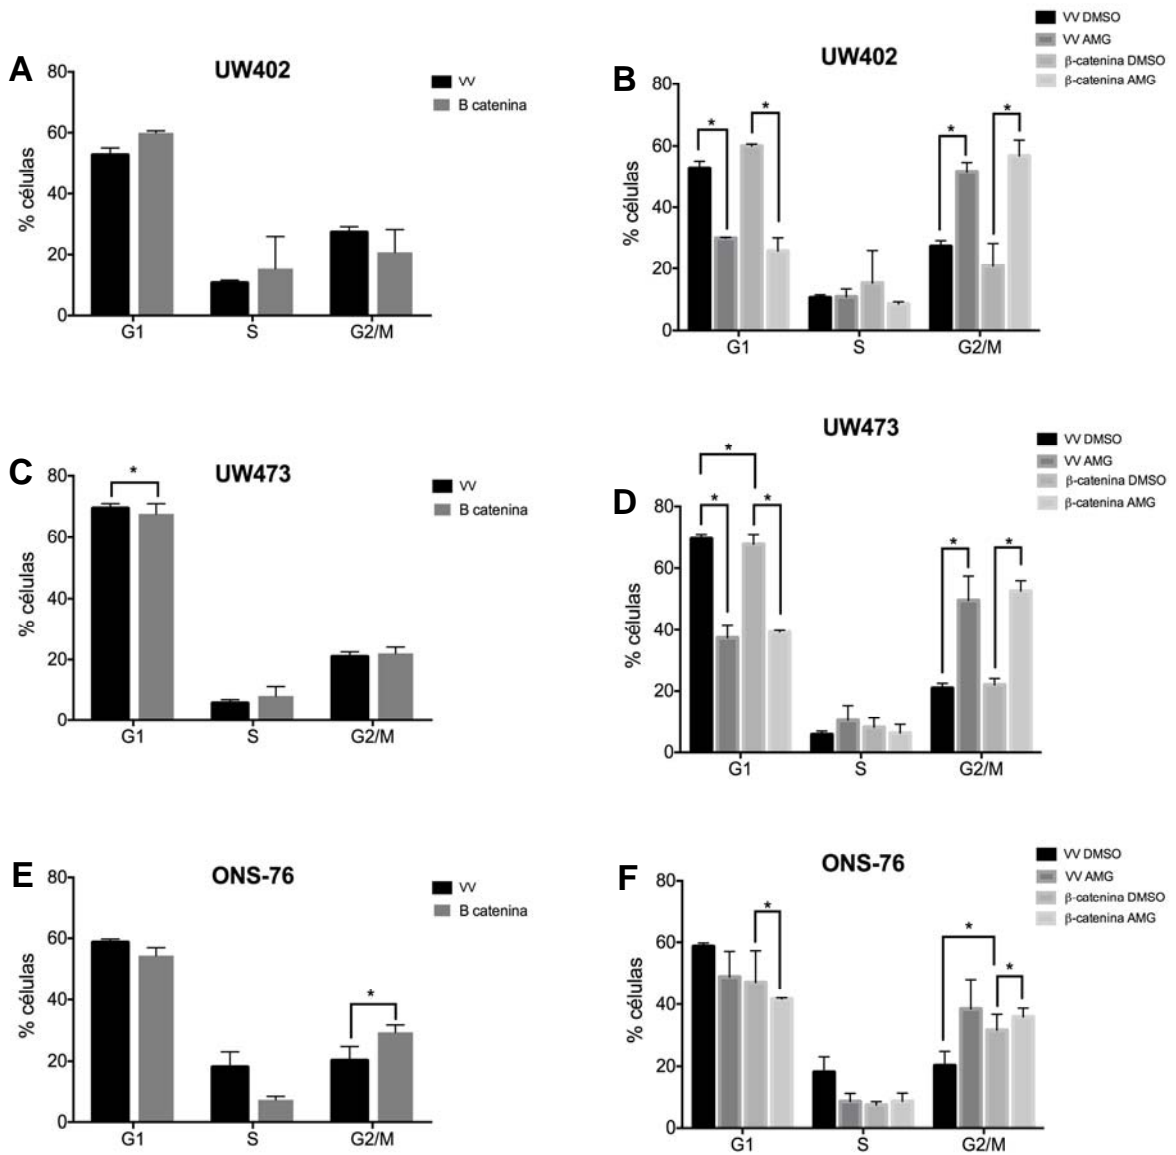 A
UW402
80
60
40
20
0
% células
G1
S
G2/M
VV
B catenina
B
UW402
80
60
40
20
0
% células
*
*
*
*
G1
S
G2/M
VV DMSO
VV AMG
β-catenina DMSO
β-catenina AMG
C
UW473
80
60
40
20
0
% células
*
G1
S
G2/M
VV
B catenina
D
UW473
80
60
40
20
0
% células
*
*
*
*
*
G1
S
G2/M
VV DMSO
VV AMG
β-catenina DMSO
β-catenina AMG
E
ONS-76
80
60
40
20
0
% células
*
G1
S
G2/M
VV
B catenina
F
ONS-76
80
60
40
20
0
% células
*
*
*
G1
S
G2/M
VV DMSO
VV AMG
β-catenina DMSO
β-catenina AMG